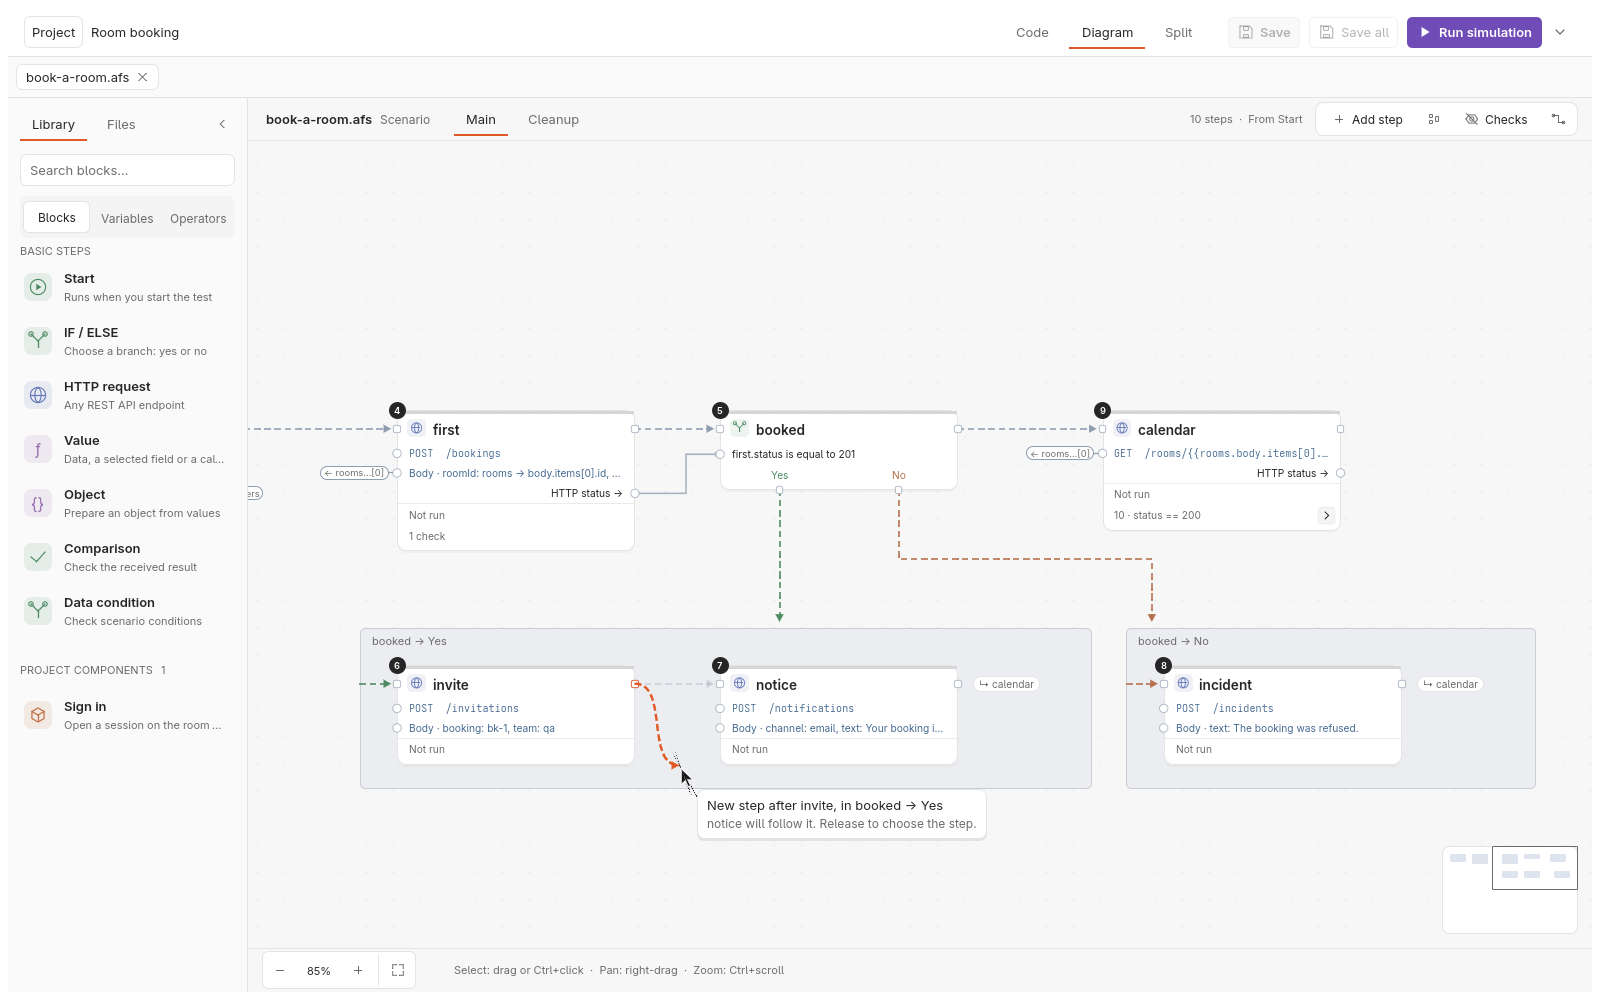 Project Room booking
Code Diagram Split Save Save all Run simulation
book-a-room.afs
Library Files
Search blocks...
Blocks Variables Operators
BASIC STEPS
Start
Runs when you start the test
IF / ELSE
Choose a branch: yes or no
HTTP request
Any REST API endpoint
Value
Data, a selected field or a cal...
Object
Prepare an object from values
Comparison
Check the received result
Data condition
Check scenario conditions
PROJECT COMPONENTS 1
Sign in
Open a session on the room ...
book-a-room.afs Scenario Main Cleanup
10 steps · From Start
+ Add step Checks
4
first
POST /bookings
← rooms...[0]
Body · roomId: rooms → body.items[0].id, ...
HTTP status →
ers
Not run
1 check
5
booked
first.status is equal to 201
Yes No
9
calendar
← rooms...[0]
GET /rooms/{{rooms.body.items[0]....
HTTP status →
Not run
10 · status == 200
booked → Yes
6
invite
POST /invitations
Body · booking: bk-1, team: qa
Not run
7
notice
↳ calendar
POST /notifications
Body · channel: email, text: Your booking i...
Not run
booked → No
8
incident
↳ calendar
POST /incidents
Body · text: The booking was refused.
Not run
New step after invite, in booked → Yes
notice will follow it. Release to choose the step.
− 85% +
Select: drag or Ctrl+click · Pan: right-drag · Zoom: Ctrl+scroll